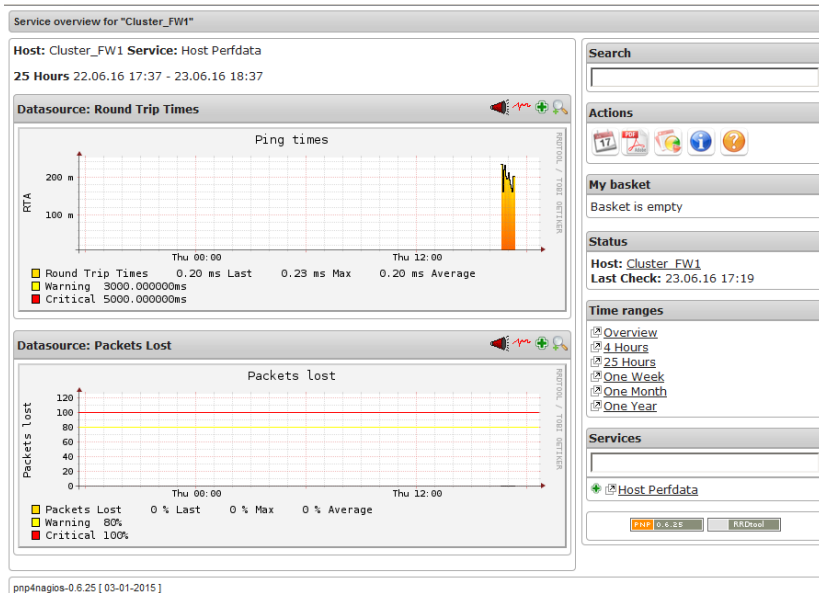 Service overview for "Cluster_FW1"
Host: Cluster_FW1 Service: Host Perfdata
25 Hours 22.06.16 17:37 - 23.06.16 18:37
Datasource: Round Trip Times
Ping times
RRDTOOL / TOBI OETIKER
RTA
200 m
100 m
Thu 00:00 Thu 12:00
Round Trip Times 0.20 ms Last 0.23 ms Max 0.20 ms Average
Warning 3000.000000ms
Critical 5000.000000ms
Datasource: Packets Lost
Packets lost
RRDTOOL / TOBI OETIKER
Packets lost
120
100
80
60
40
20
0
Thu 00:00 Thu 12:00
Packets Lost 0 % Last 0 % Max 0 % Average
Warning 80%
Critical 100%
Search
Actions
17
PDF
Adobe
i
?
My basket
Basket is empty
Status
Host: Cluster_FW1
Last Check: 23.06.16 17:19
Time ranges
Overview
4 Hours
25 Hours
One Week
One Month
One Year
Services
Host Perfdata
PNP 0.6.25 RRDtool
pnp4nagios-0.6.25 [ 03-01-2015 ]